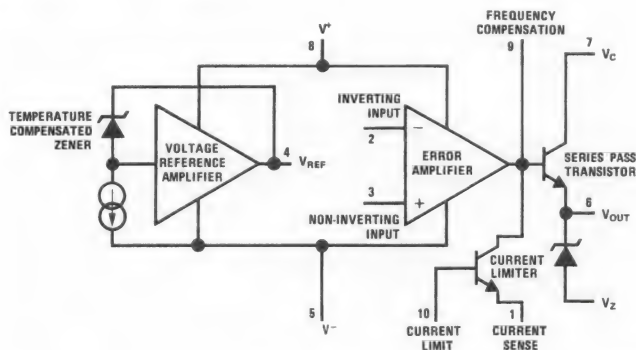 FREQUENCY
COMPENSATION
V+
8
9
7
VC
TEMPERATURE
COMPENSATED
ZENER
VOLTAGE
REFERENCE
AMPLIFIER
4
VREF
INVERTING
INPUT
2
−
ERROR
AMPLIFIER
SERIES PASS
TRANSISTOR
3
+
NON-INVERTING
INPUT
6
VOUT
CURRENT
LIMITER
VZ
5
V−
10
CURRENT
LIMIT
1
CURRENT
SENSE